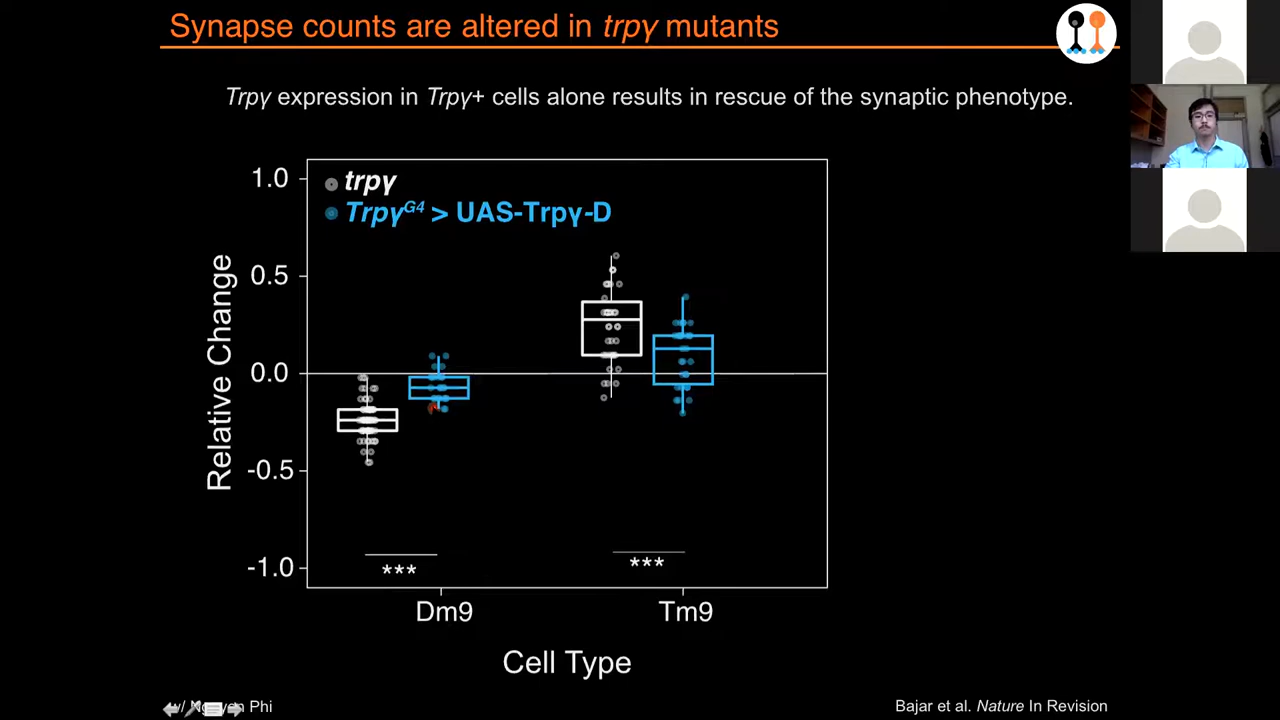 Synapse counts are altered in trpγ mutants
Trpγ expression in Trpγ+ cells alone results in rescue of the synaptic phenotype.
trpγ
TrpγG4 > UAS-Trpγ-D
1.0
0.5
0.0
-0.5
-1.0
Relative Change
***
***
Dm9
Tm9
Cell Type
w/ Phi
Bajar et al. Nature In Revision